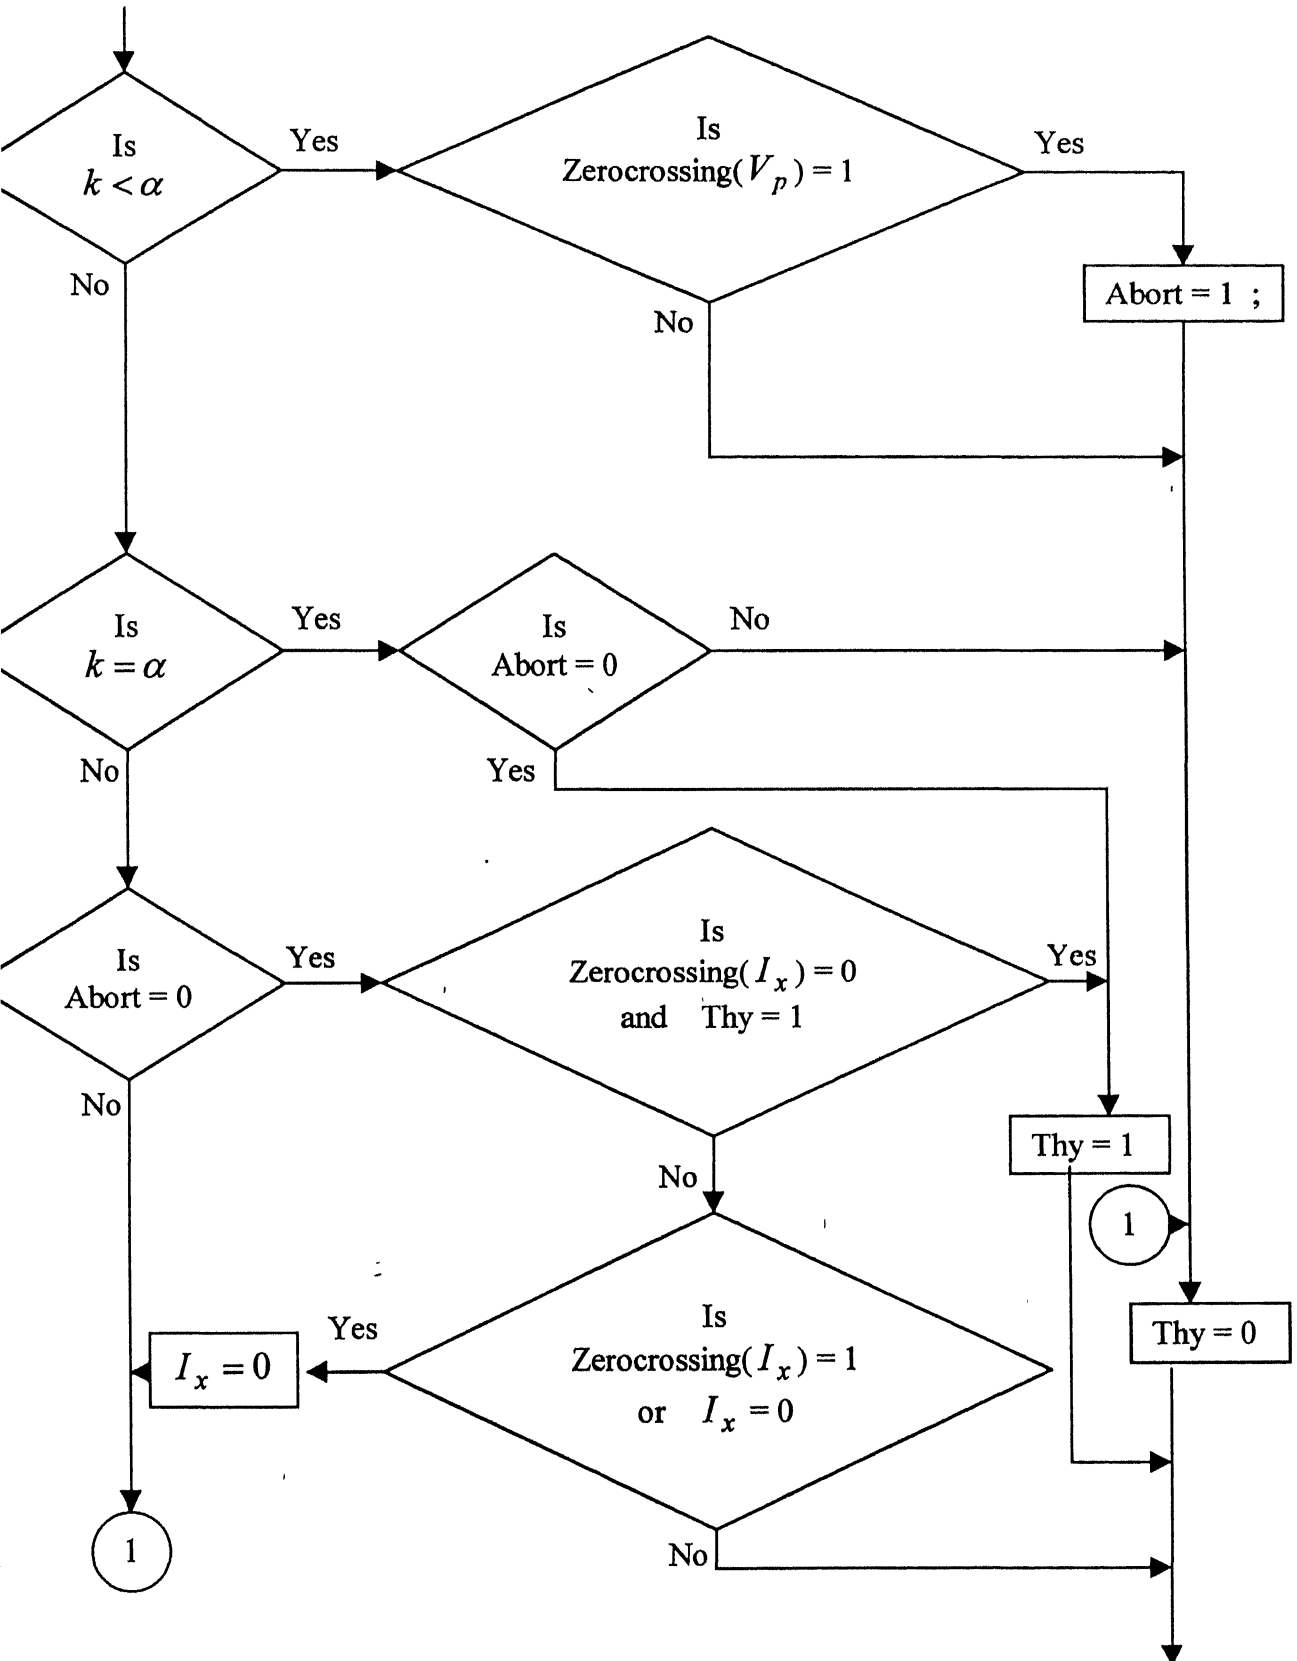 Is
k < α
Yes
Is
Zerocrossing(V_p) = 1
Yes
No
Abort = 1 ;
No
Is
k = α
Yes
Is
Abort = 0
No
No
Yes
Is
Abort = 0
Yes
Is
Zerocrossing(I_x) = 0
and Thy = 1
Yes
No
Thy = 1
No
1
Is
Zerocrossing(I_x) = 1
or I_x = 0
Yes
I_x = 0
Thy = 0
No
1